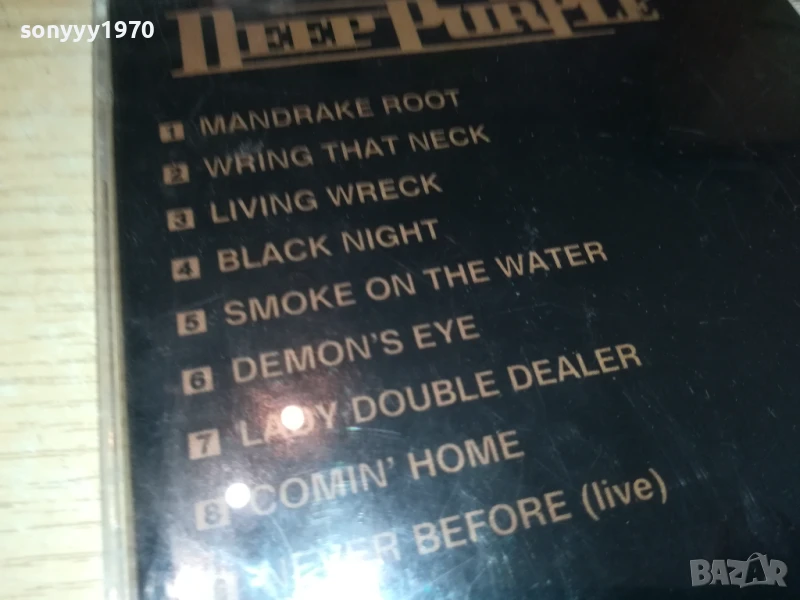 sonyyy1970
DEEP PURPLE
1 MANDRAKE ROOT
2 WRING THAT NECK
3 LIVING WRECK
4 BLACK NIGHT
5 SMOKE ON THE WATER
6 DEMON'S EYE
7 LADY DOUBLE DEALER
8 COMIN' HOME
NEVER BEFORE (live)
BAZAR